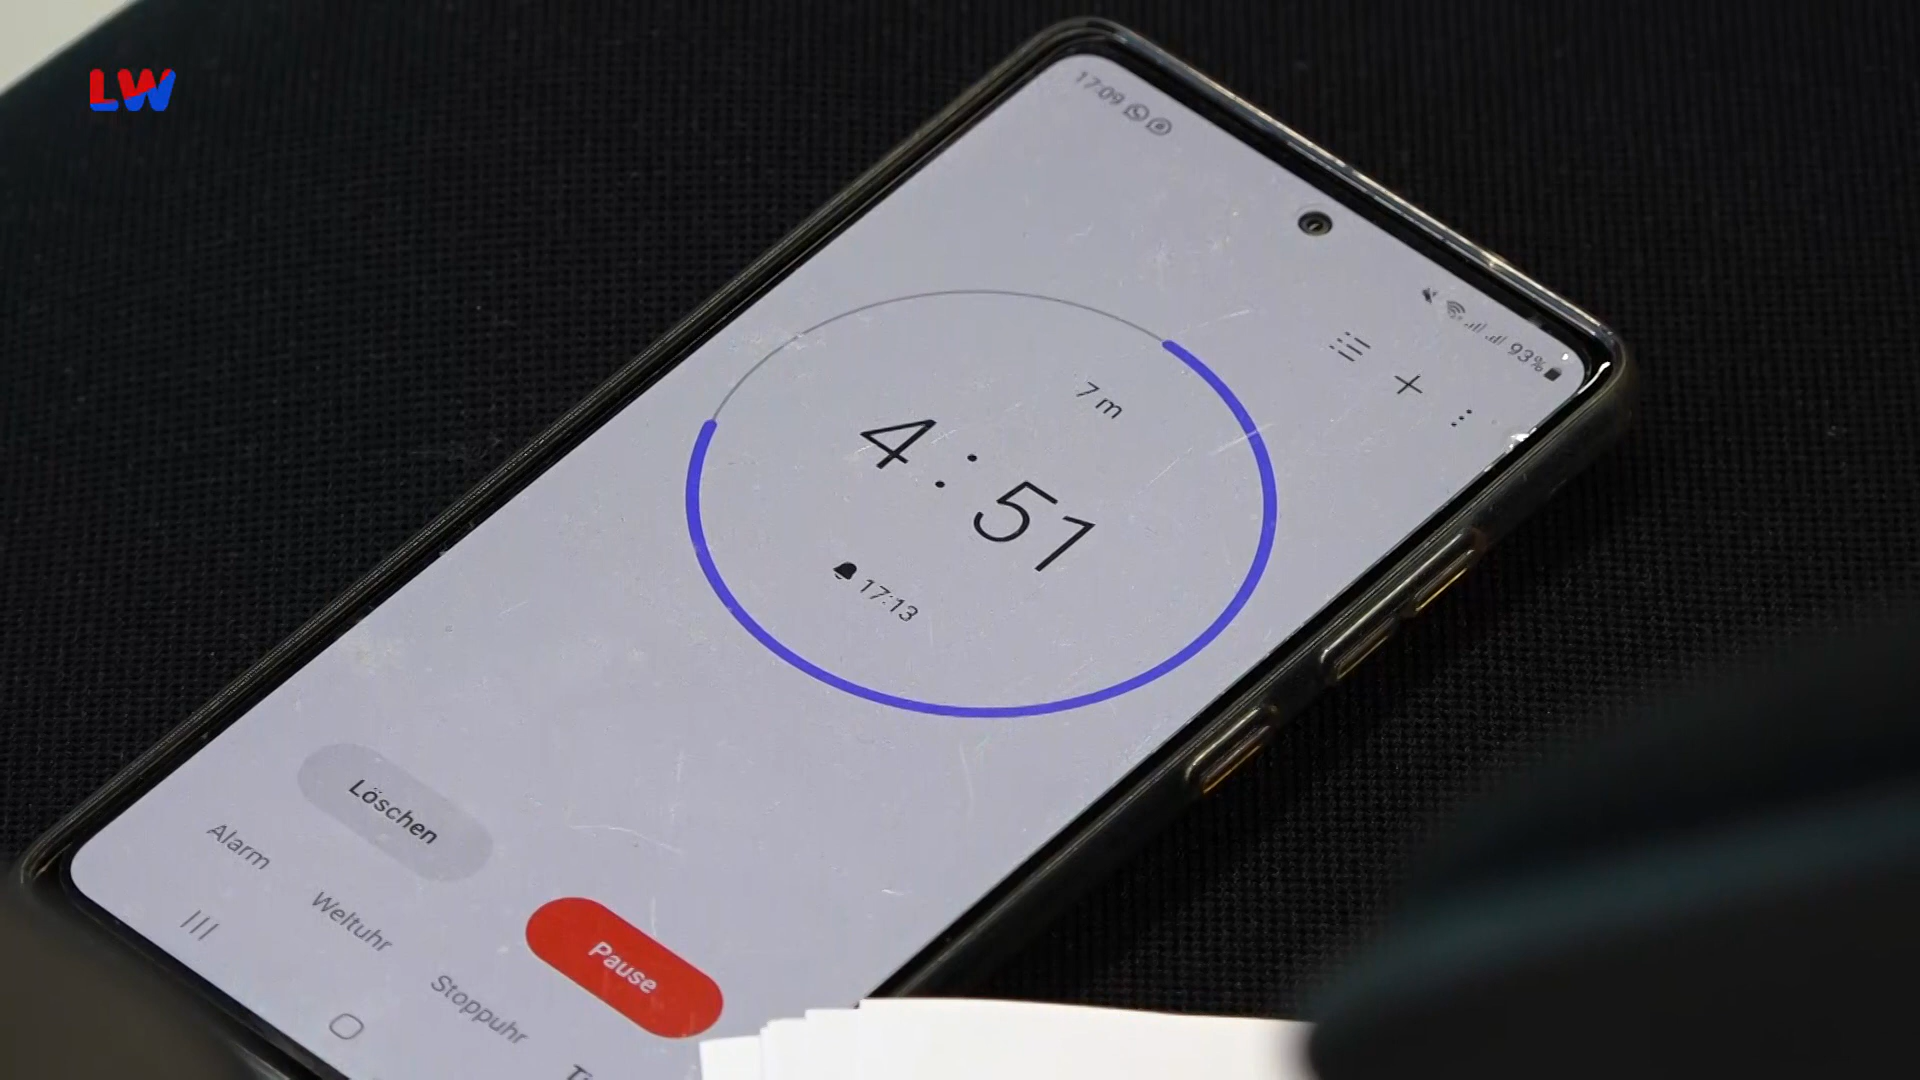 LW
17:09
93%
7 m
4:51
17:13
Löschen
Pause
Alarm
Weltuhr
Stoppuhr